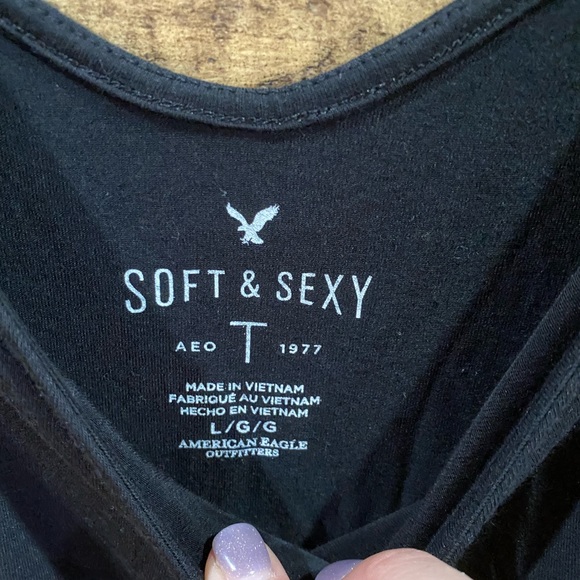 SOFT & SEXY
AEO T 1977
MADE IN VIETNAM
FABRIQUÉ AU VIETNAM
HECHO EN VIETNAM
L/G/G
AMERICAN EAGLE
OUTFITTERS